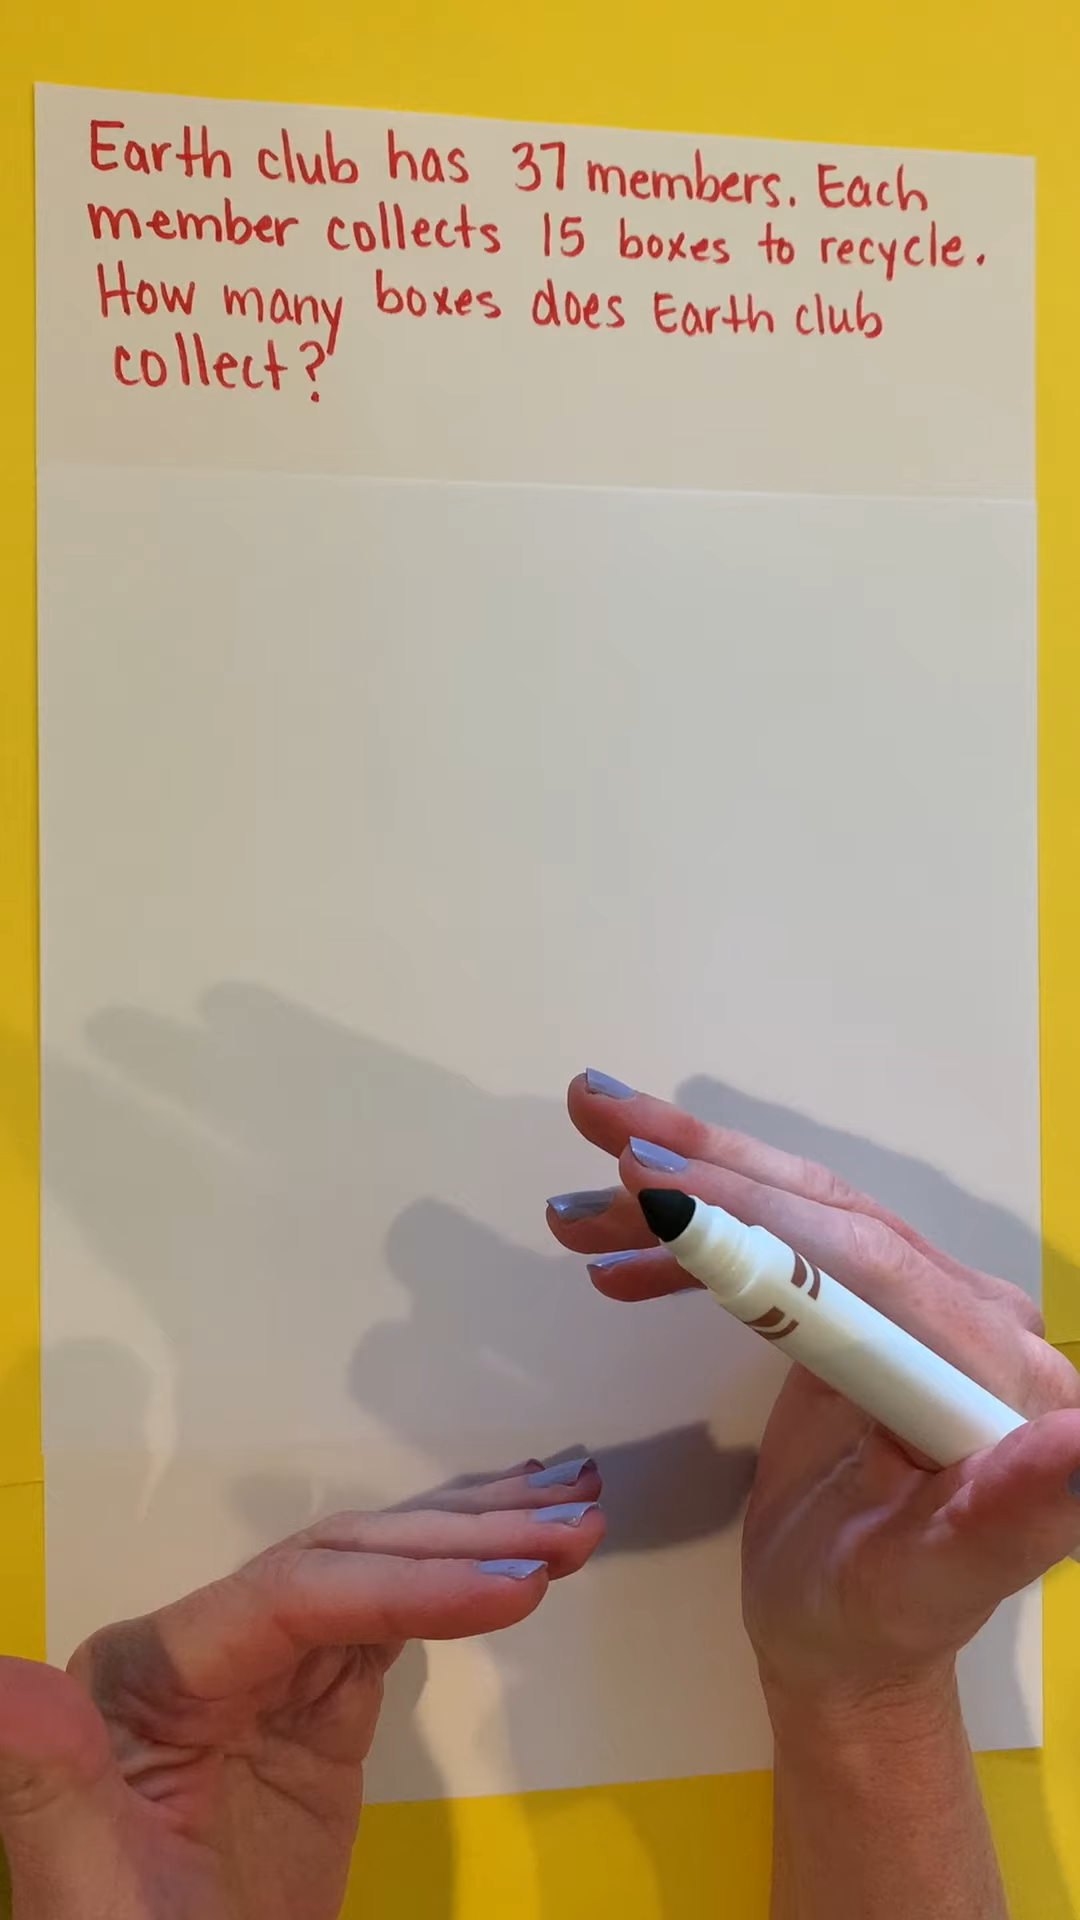 Earth club has 37 members. Each
member collects 15 boxes to recycle.
How many boxes does Earth club
collect?